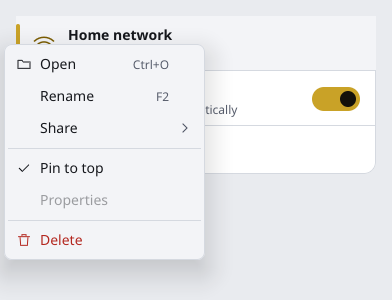 Home network
Open Ctrl+O
Rename F2
Share
tically
Pin to top
Properties
Delete